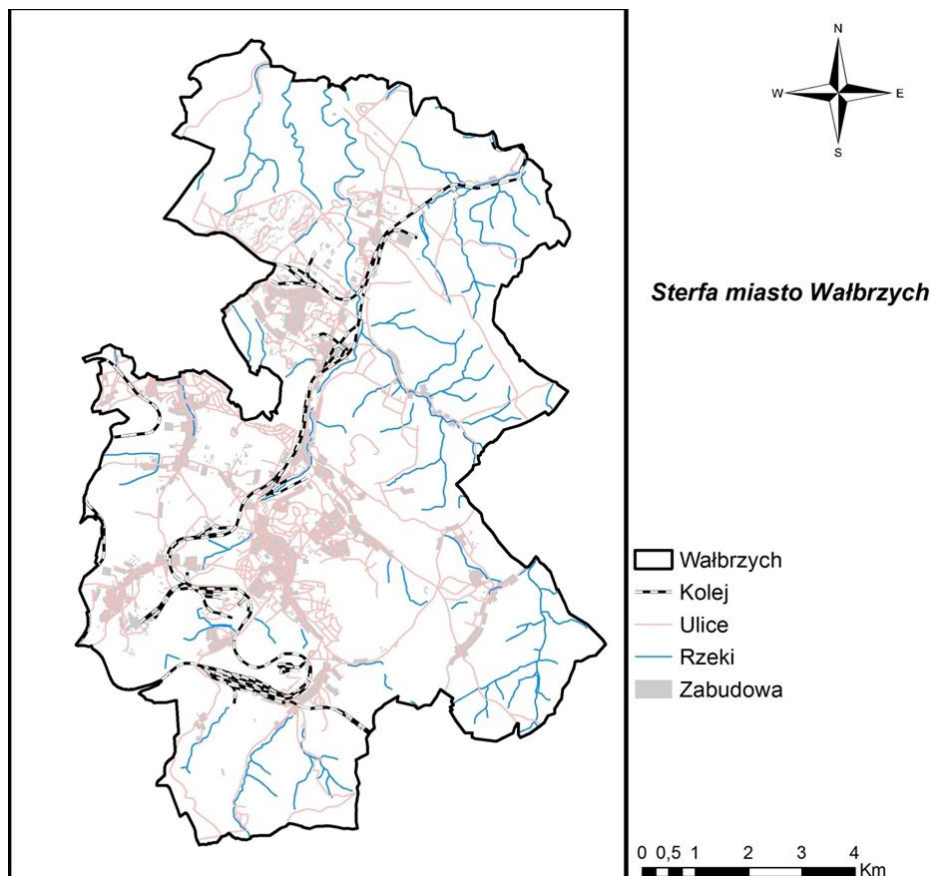 N
W E
S
Sterfa miasto Wałbrzych
Wałbrzych
Kolej
Ulice
Rzeki
Zabudowa
0 0,5 1 2 3 4
Km